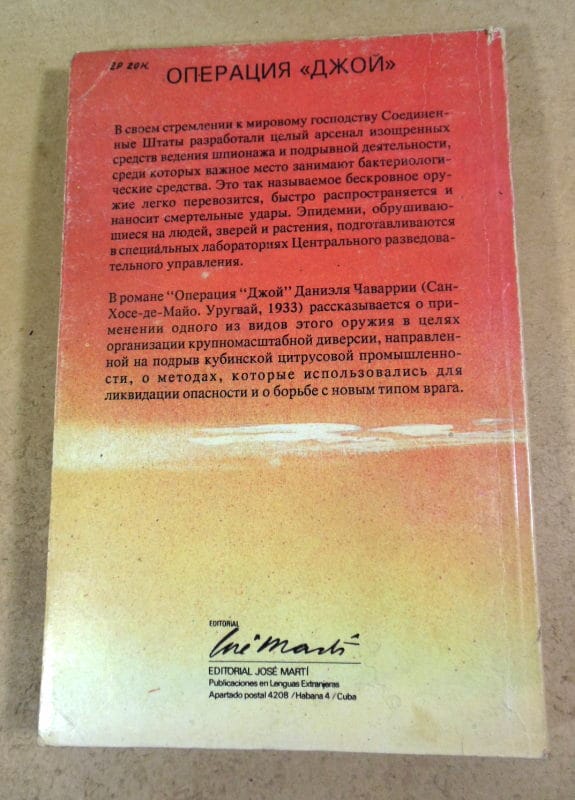 2р 20к
ОПЕРАЦИЯ «ДЖОЙ»
В своем стремлении к мировому господству Соединен-
ные Штаты разработали целый арсенал изощренных
средств ведения шпионажа и подрывной деятельности,
среди которых важное место занимают бактериологи-
ческие средства. Это так называемое бескровное ору-
жие легко перевозится, быстро распространяется и
наносит смертельные удары. Эпидемии, обрушиваю-
щиеся на людей, зверей и растения, подготавливаются
в специальных лабораториях Центрального разведова-
тельного управления.
В романе "Операция "Джой" Даниэля Чаваррии (Сан-
Хосе-де-Майо. Уругвай, 1933) рассказывается о при-
менении одного из видов этого оружия в целях
организации крупномасштабной диверсии, направлен-
ной на подрыв кубинской цитрусовой промышленно-
сти, о методах, которые использовались для
ликвидации опасности и о борьбе с новым типом врага.
EDITORIAL
José Martí
EDITORIAL JOSÉ MARTÍ
Publicaciones en Lenguas Extranjeras
Apartado postal 4208 / Habana 4 / Cuba